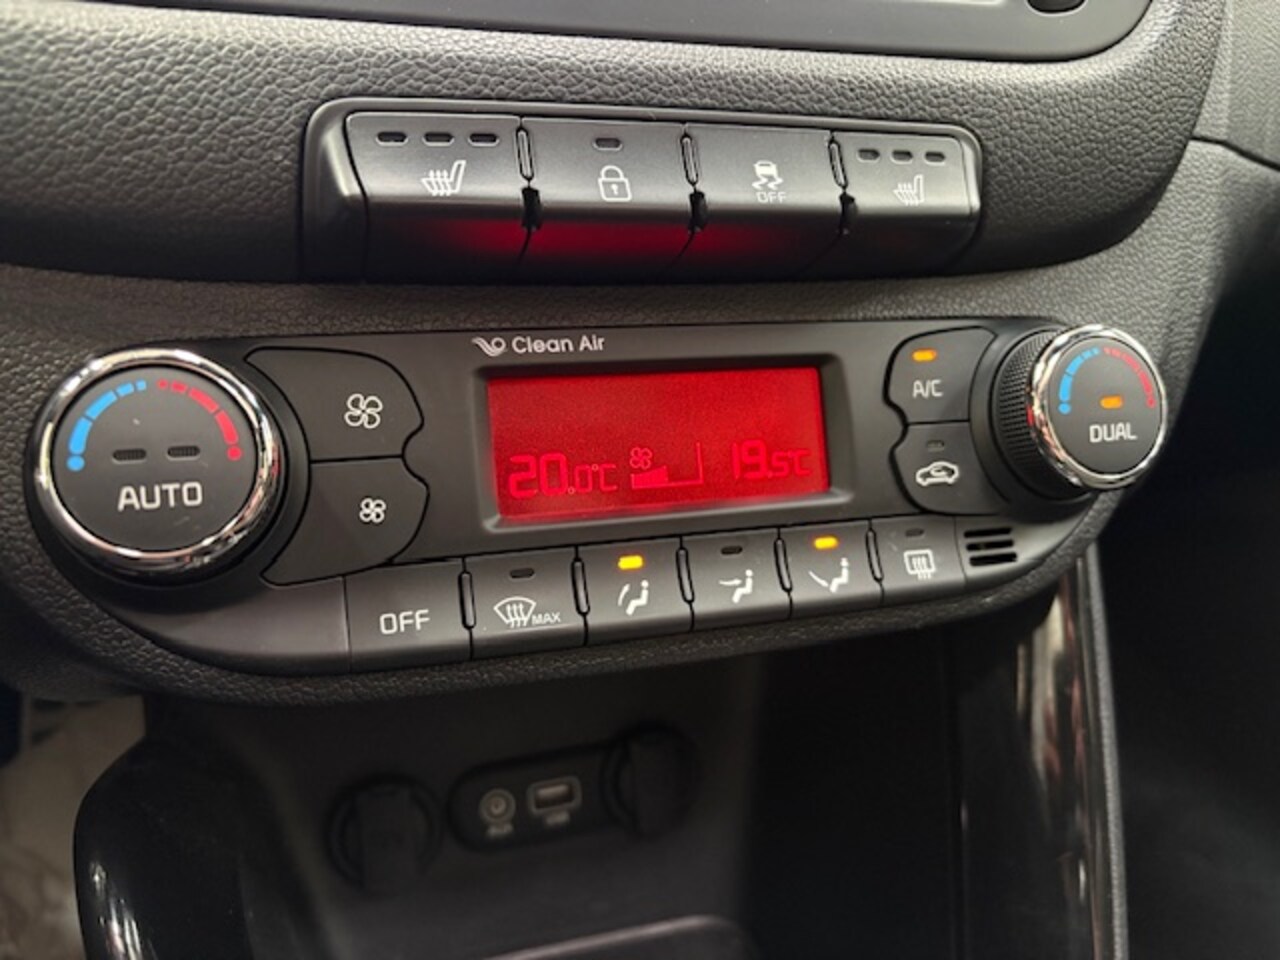 OFF
Clean Air
A/C
DUAL
20.0°C
19.5°C
AUTO
OFF
MAX